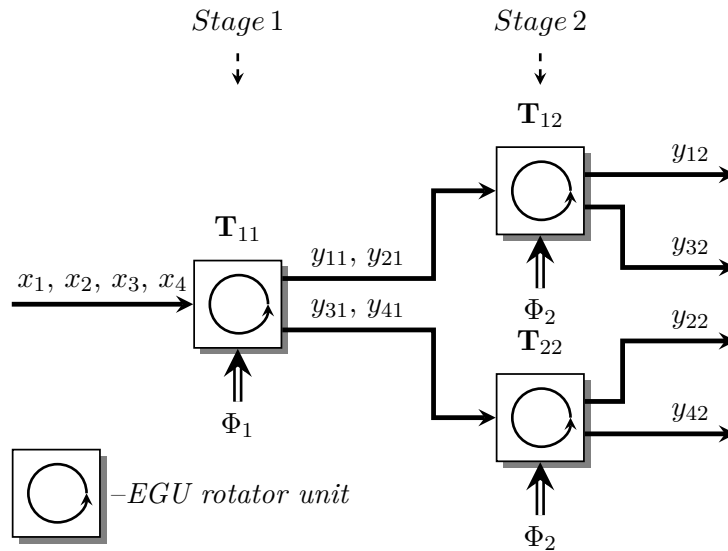 Stage 1
Stage 2
T₁₂
y₁₂
T₁₁
y₁₁, y₂₁
y₃₂
x₁, x₂, x₃, x₄
y₃₁, y₄₁
Φ₂
T₂₂
y₂₂
Φ₁
y₄₂
–EGU rotator unit
Φ₂